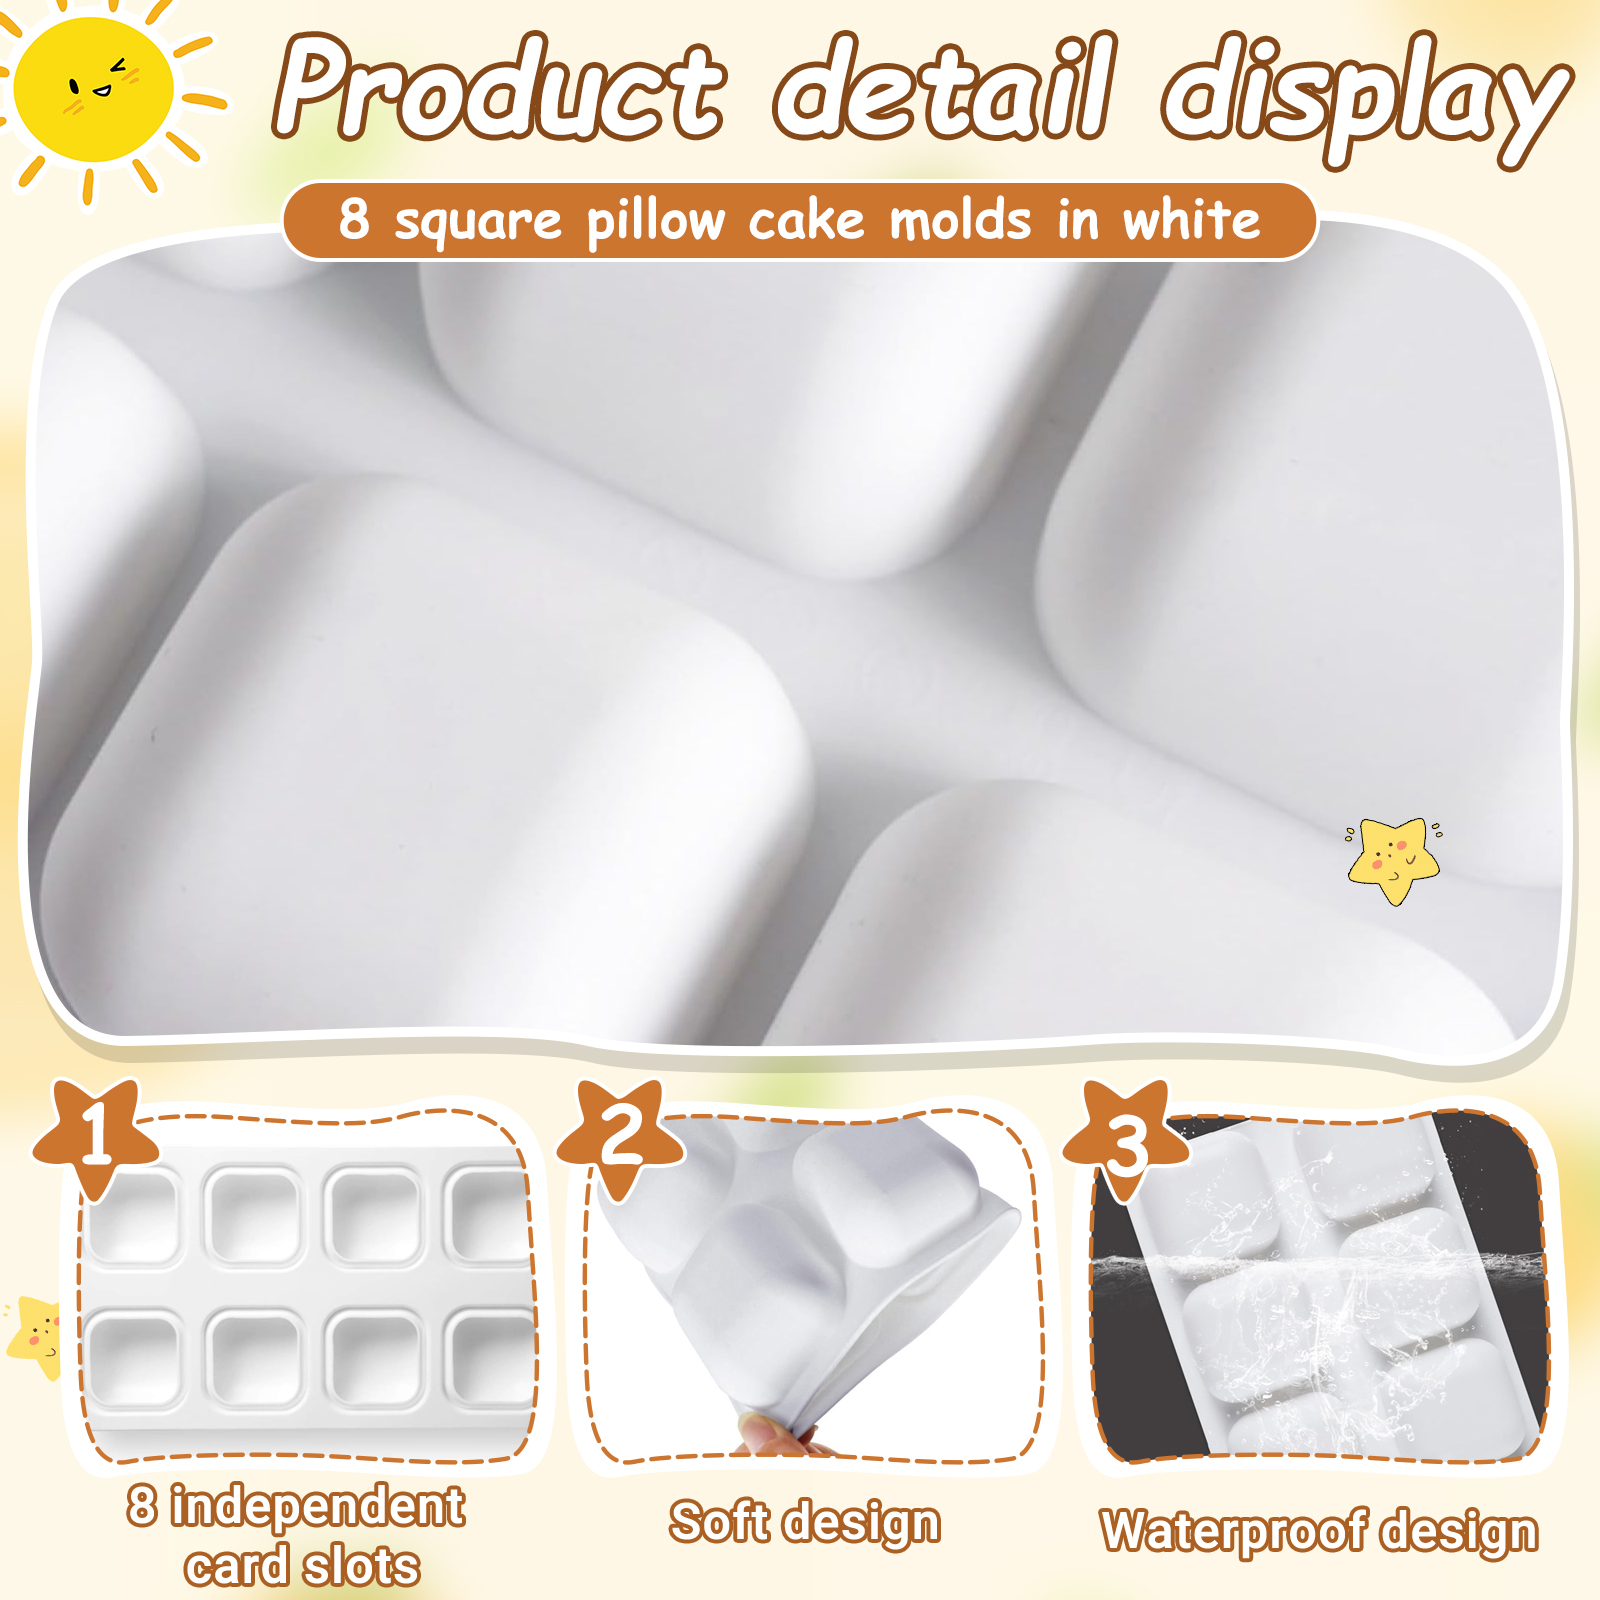 Product detail display
8 square pillow cake molds in white
1
2
3
8 independent
card slots
Soft design
Waterproof design